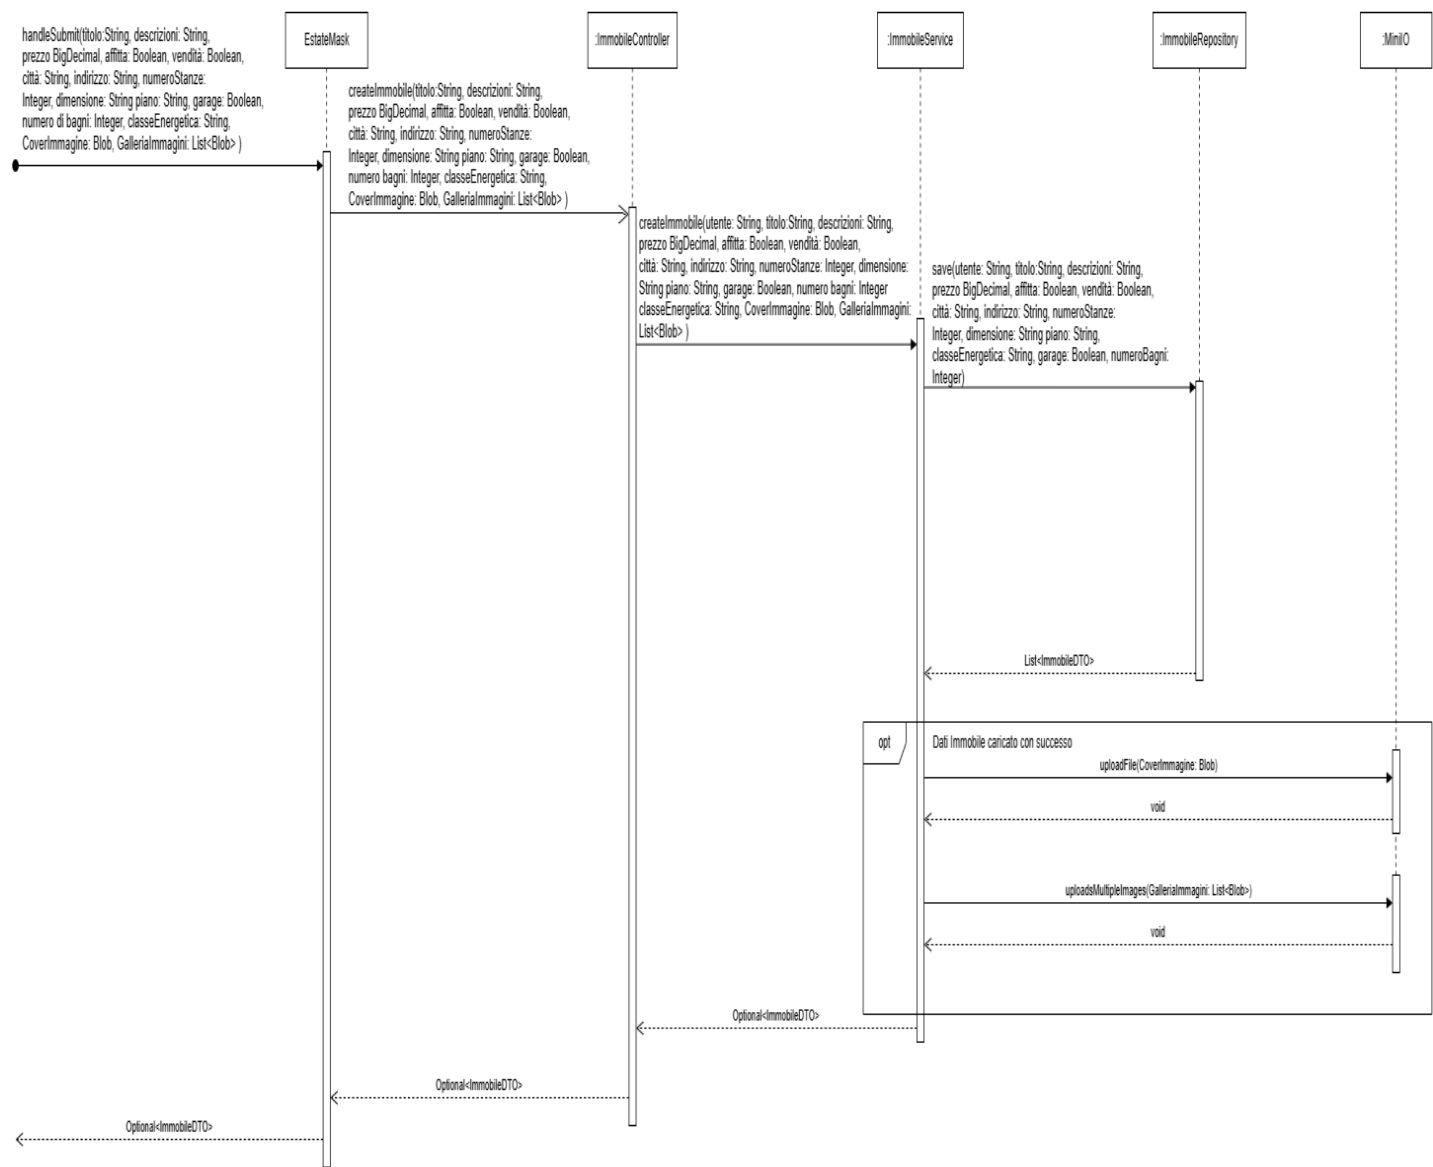 EstateMask
:ImmobileController
:ImmobileService
:ImmobileRepository
:MiniIO
handleSubmit(titolo:String, descrizioni: String,
prezzo BigDecimal, affitta: Boolean, vendità: Boolean,
città: String, indirizzo: String, numeroStanze:
Integer, dimensione: String piano: String, garage: Boolean,
numero di bagni: Integer, classeEnergetica: String,
CoverImmagine: Blob, GalleriaImmagini: List<Blob> )
createImmobile(titolo:String, descrizioni: String,
prezzo BigDecimal, affitta: Boolean, vendità: Boolean,
città: String, indirizzo: String, numeroStanze:
Integer, dimensione: String piano: String, garage: Boolean,
numero bagni: Integer, classeEnergetica: String,
CoverImmagine: Blob, GalleriaImmagini: List<Blob> )
createImmobile(utente: String, titolo:String, descrizioni: String,
prezzo BigDecimal, affitta: Boolean, vendità: Boolean,
città: String, indirizzo: String, numeroStanze: Integer, dimensione:
String piano: String, garage: Boolean, numero bagni: Integer
classeEnergetica: String, CoverImmagine: Blob, GalleriaImmagini:
List<Blob> )
save(utente: String, titolo:String, descrizioni: String,
prezzo BigDecimal, affitta: Boolean, vendità: Boolean,
città: String, indirizzo: String, numeroStanze:
Integer, dimensione: String piano: String,
classeEnergetica: String, garage: Boolean, numeroBagni:
Integer)
List<ImmobileDTO>
opt
Dati Immobile caricato con successo
uploadFile(CoverImmagine: Blob)
void
uploadsMultipleImages(GalleriaImmagini: List<Blob>)
void
Optional<ImmobileDTO>
Optional<ImmobileDTO>
Optional<ImmobileDTO>